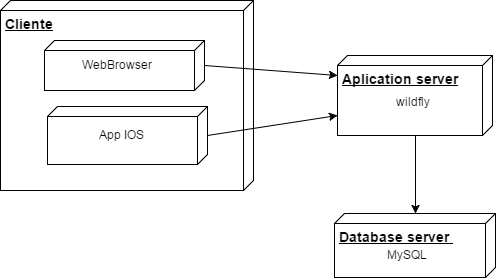 Cliente
WebBrowser
App IOS
Aplication server
wildfly
Database server
MySQL